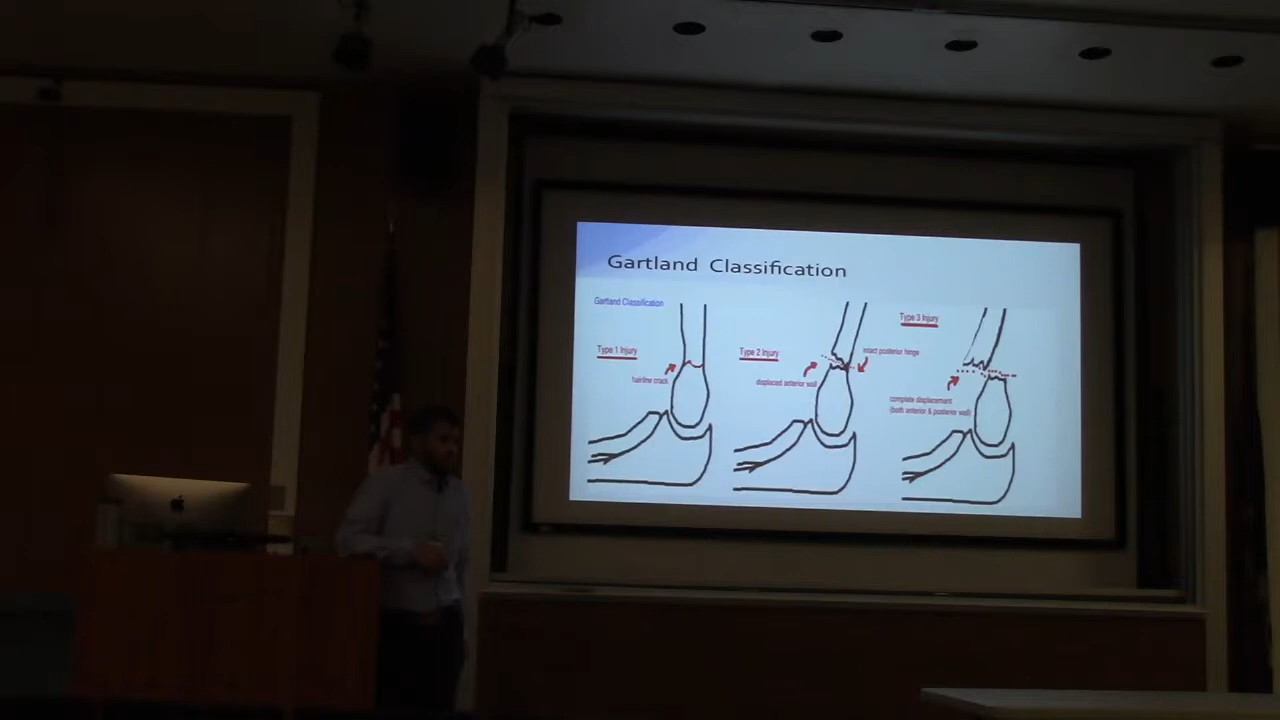 Gartland Classification
Gartland Classification
Type 1 Injury
hairline crack
Type 2 Injury
displaced anterior wall
intact posterior hinge
Type 3 Injury
complete displacement
(both anterior & posterior wall)